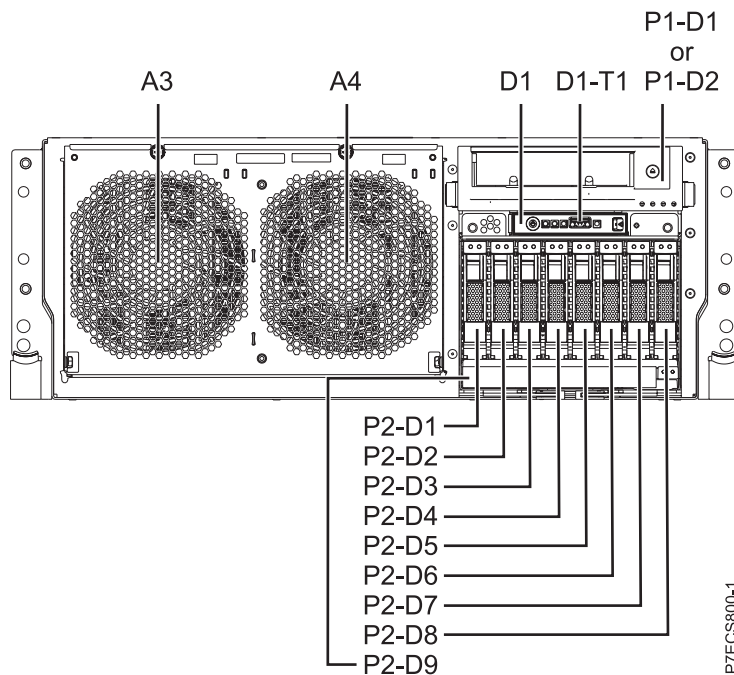 P1-D1
or
A3 A4 D1 D1-T1 P1-D2
P2-D1
P2-D2
P2-D3
P2-D4
P2-D5
P2-D6
P2-D7
P2-D8
P2-D9
P7ECS800-1